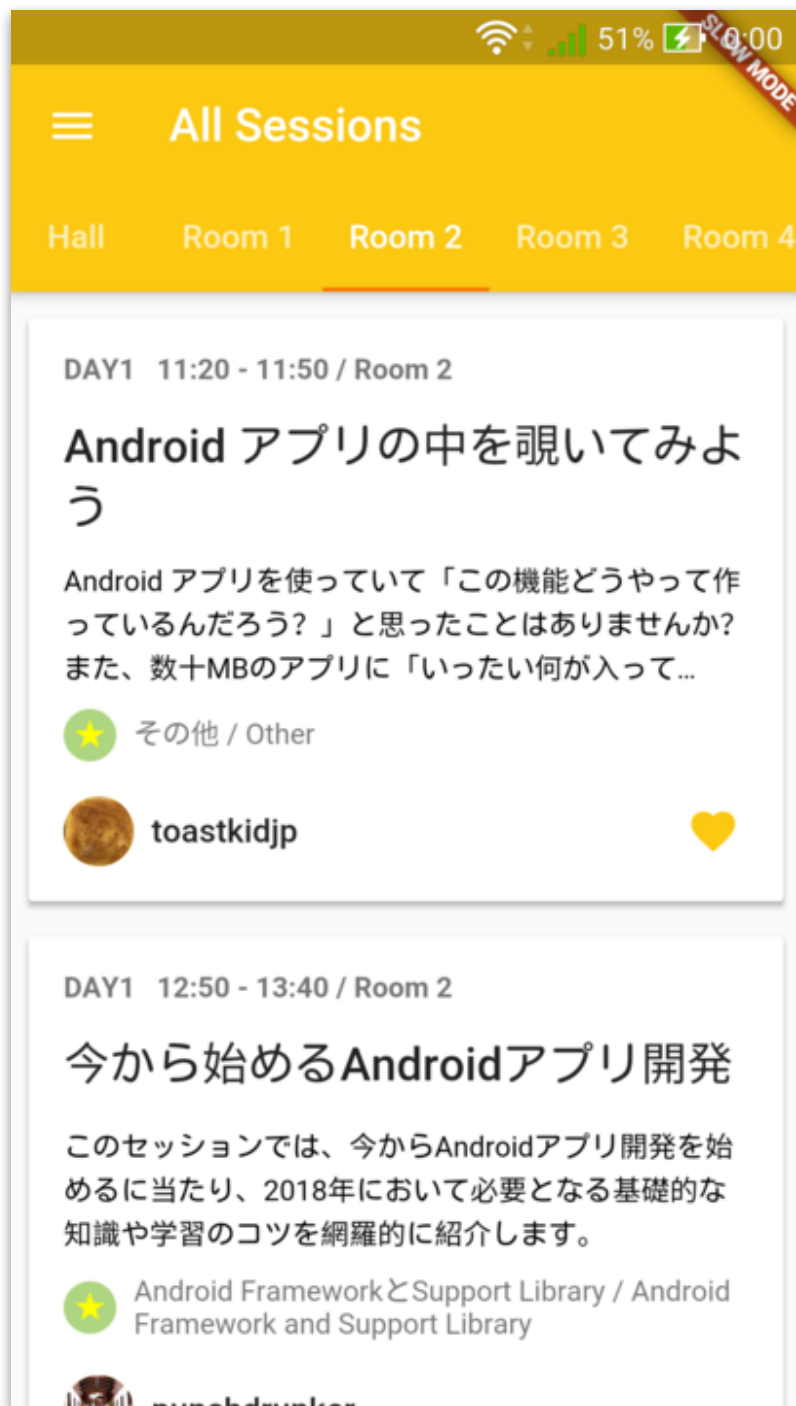 51% 0:00
SLOW MODE
All Sessions
Hall Room 1 Room 2 Room 3 Room 4
DAY1 11:20 - 11:50 / Room 2
Android アプリの中を覗いてみよ
う
Android アプリを使っていて「この機能どうやって作
っているんだろう？」と思ったことはありませんか?
また、数十MBのアプリに「いったい何が入って…
その他 / Other
toastkidjp
DAY1 12:50 - 13:40 / Room 2
今から始めるAndroidアプリ開発
このセッションでは、今からAndroidアプリ開発を始
めるに当たり、2018年において必要となる基礎的な
知識や学習のコツを網羅的に紹介します。
Android FrameworkとSupport Library / Android
Framework and Support Library